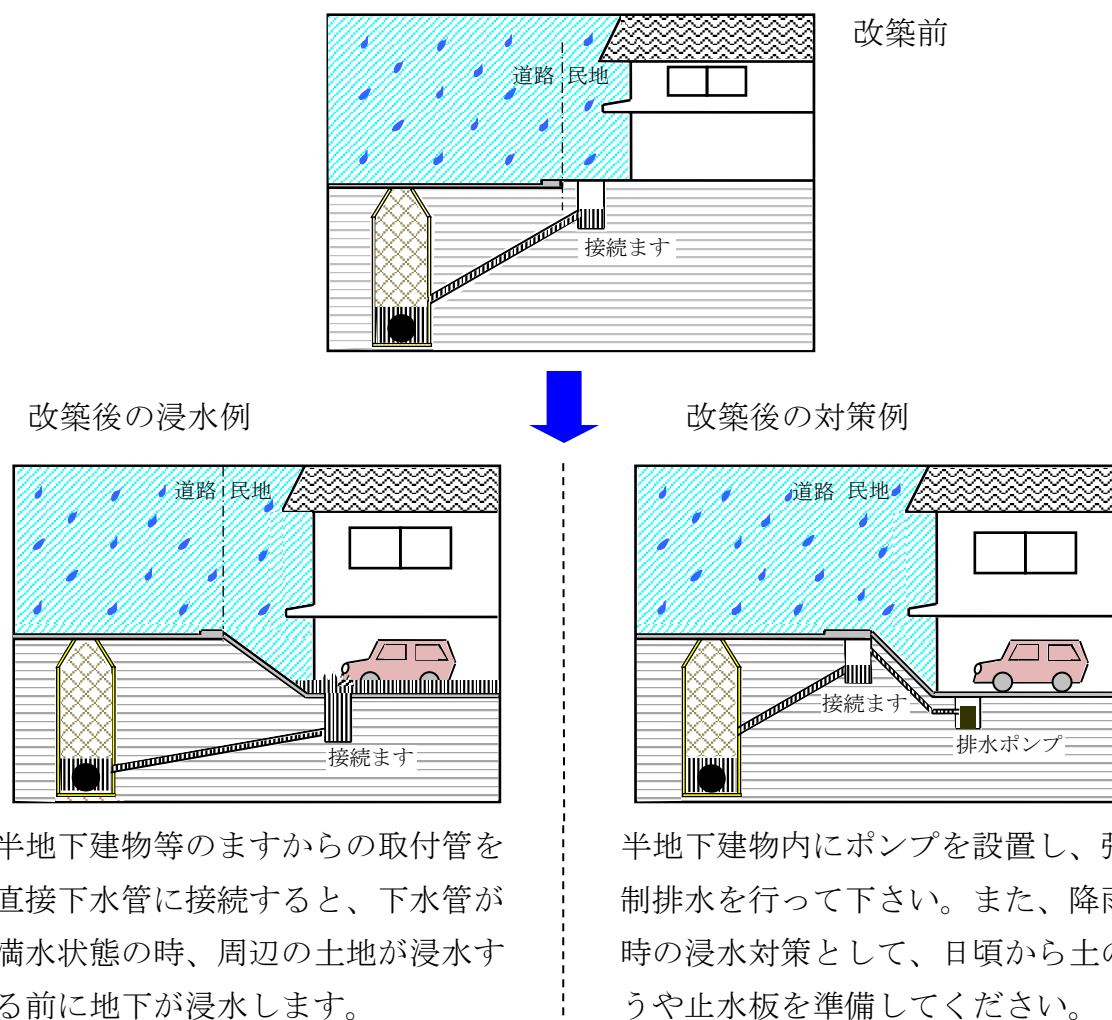 改築前
道路 民地
接続ます
改築後の浸水例
道路 民地
接続ます
半地下建物等のますからの取付管を
直接下水管に接続すると、下水管が
満水状態の時、周辺の土地が浸水す
る前に地下が浸水します。
改築後の対策例
道路 民地
接続ます
排水ポンプ
半地下建物内にポンプを設置し、強
制排水を行って下さい。また、降雨
時の浸水対策として、日頃から土の
うや止水板を準備してください。